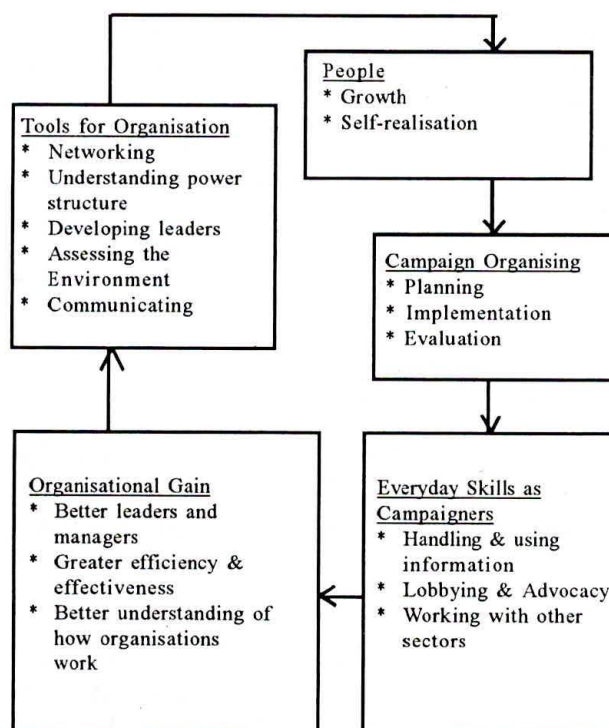 People
* Growth
* Self-realisation
Tools for Organisation
* Networking
* Understanding power
structure
* Developing leaders
* Assessing the
Environment
* Communicating
Campaign Organising
* Planning
* Implementation
* Evaluation
Organisational Gain
* Better leaders and
managers
* Greater efficiency &
effectiveness
* Better understanding of
how organisations
work
Everyday Skills as
Campaigners
* Handling & using
information
* Lobbying & Advocacy
* Working with other
sectors